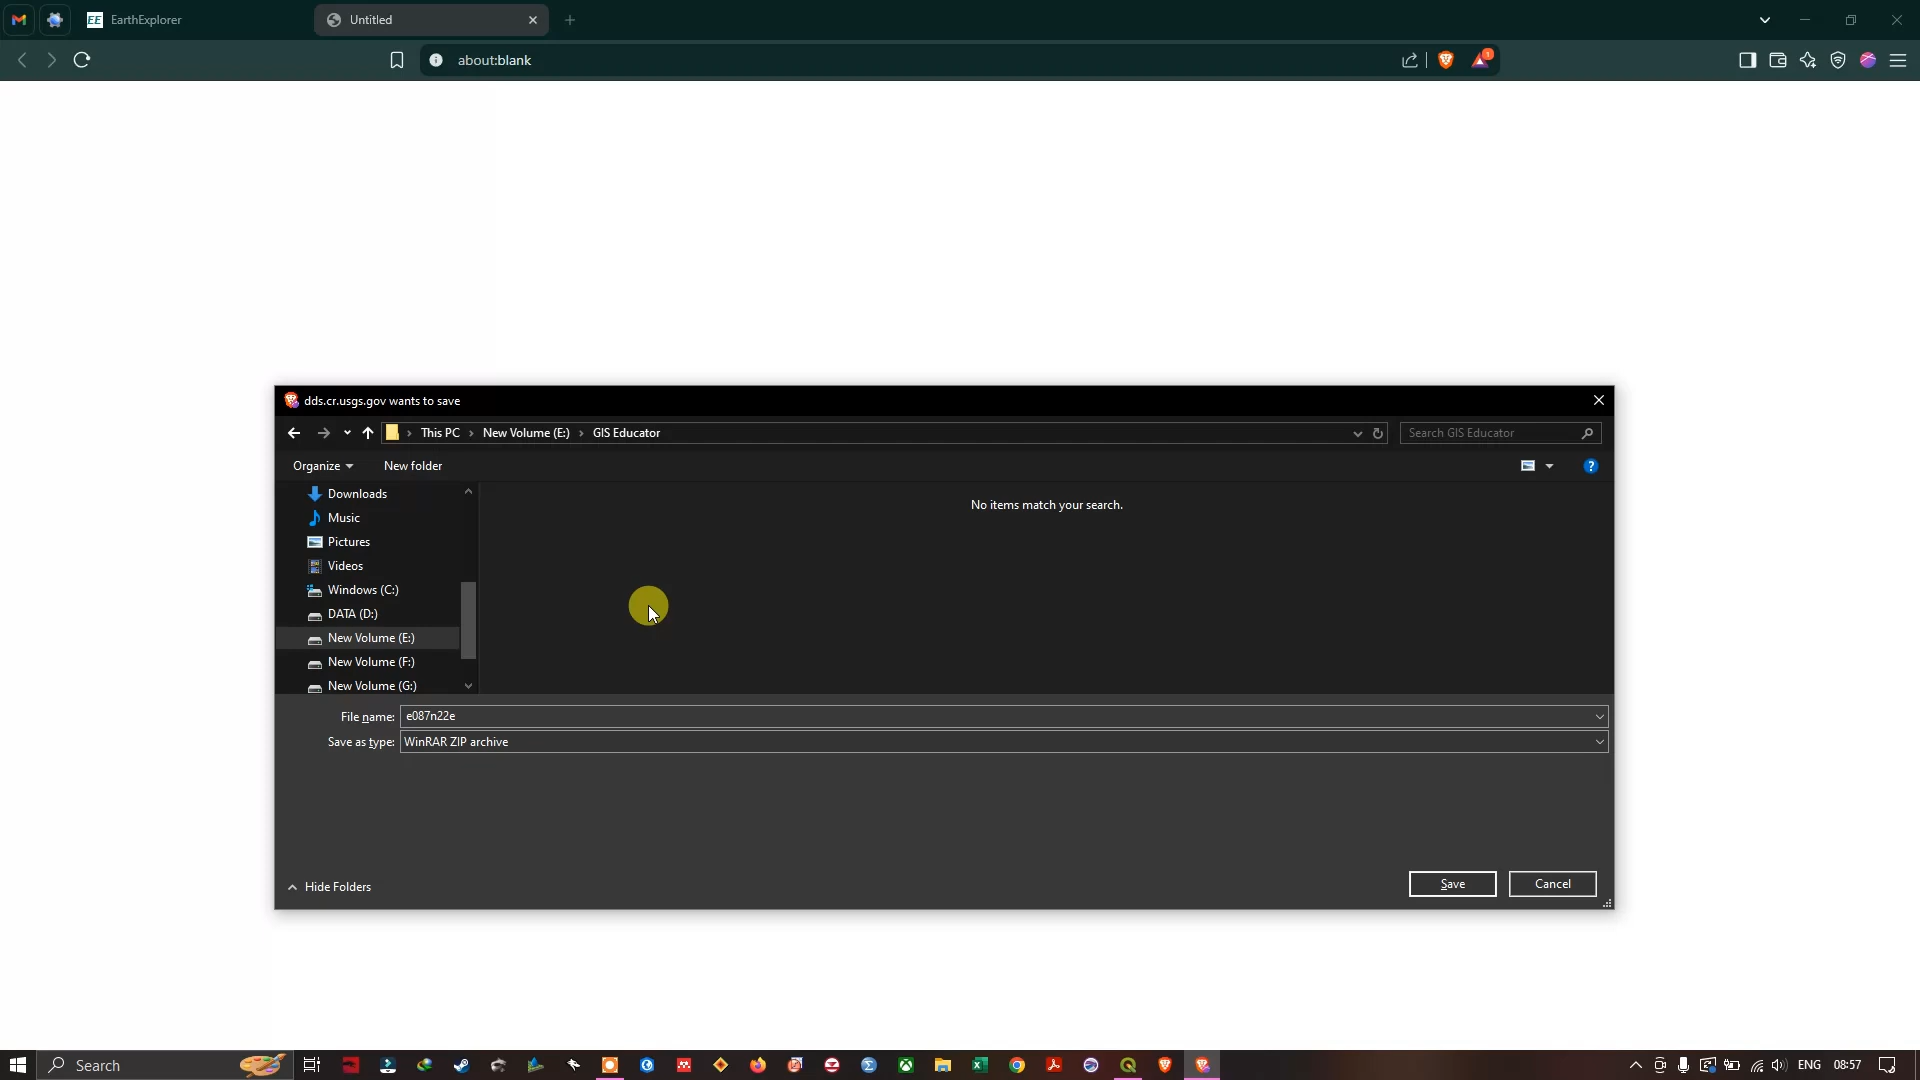 EE EarthExplorer
Untitled
about:blank
1
dds.cr.usgs.gov wants to save
This PC > New Volume (E:) > GIS Educator
Search GIS Educator
Organize
New folder
?
Downloads
No items match your search.
Music
Pictures
Videos
Windows (C:)
DATA (D:)
New Volume (E:)
New Volume (F:)
New Volume (G:)
File name: e087n22e
Save as type: WinRAR ZIP archive
Hide Folders
Save
Cancel
Search
ENG
08:57